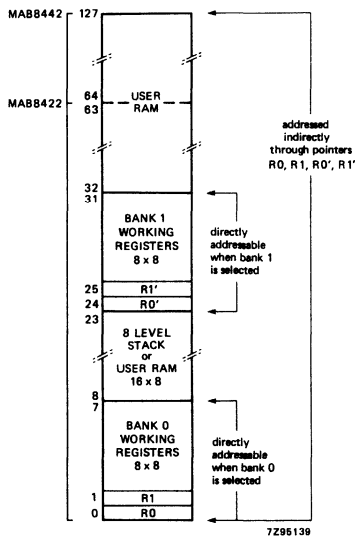 MAB8442 127
64
MAB8422
63
USER
RAM
addressed
indirectly
through pointers
R0, R1, R0', R1'
32
31
BANK 1
WORKING
REGISTERS
8 x 8
directly
addressable
when bank 1
is selected
25 R1'
24 R0'
23
8 LEVEL
STACK
or
USER RAM
16 x 8
8
7
BANK 0
WORKING
REGISTERS
8 x 8
directly
addressable
when bank 0
is selected
1 R1
0 R0
7Z95139